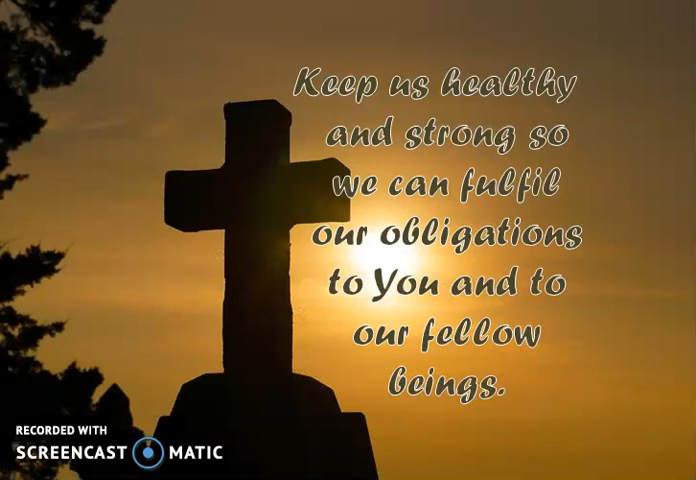 Keep us healthy
and strong so
we can fulfil
our obligations
to You and to
our fellow
beings.
RECORDED WITH
SCREENCAST MATIC